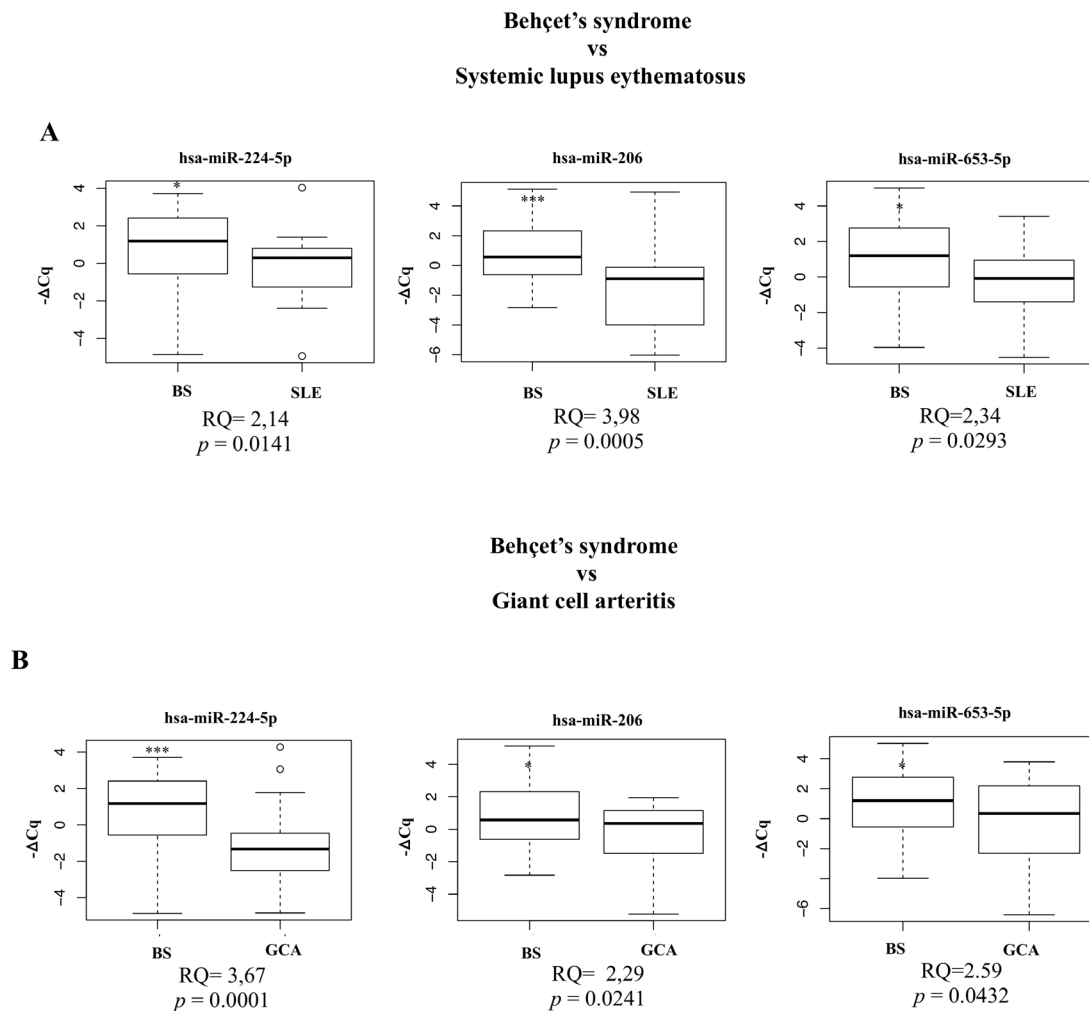 Behçet's syndrome
vs
Systemic lupus eythematosus
A
hsa-miR-224-5p
hsa-miR-206
hsa-miR-653-5p
-ΔCq
4
2
0
−2
−4
*
BS
SLE
RQ= 2,14
p = 0.0141
-ΔCq
4
2
0
−2
−4
−6
***
BS
SLE
RQ= 3,98
p = 0.0005
-ΔCq
4
2
0
−2
−4
*
BS
SLE
RQ=2,34
p = 0.0293
Behçet's syndrome
vs
Giant cell arteritis
B
hsa-miR-224-5p
hsa-miR-206
hsa-miR-653-5p
-ΔCq
4
2
0
−2
−4
***
BS
GCA
RQ= 3,67
p = 0.0001
-ΔCq
4
2
0
−2
−4
*
BS
GCA
RQ= 2,29
p = 0.0241
-ΔCq
4
2
0
−2
−6
*
BS
GCA
RQ=2.59
p = 0.0432